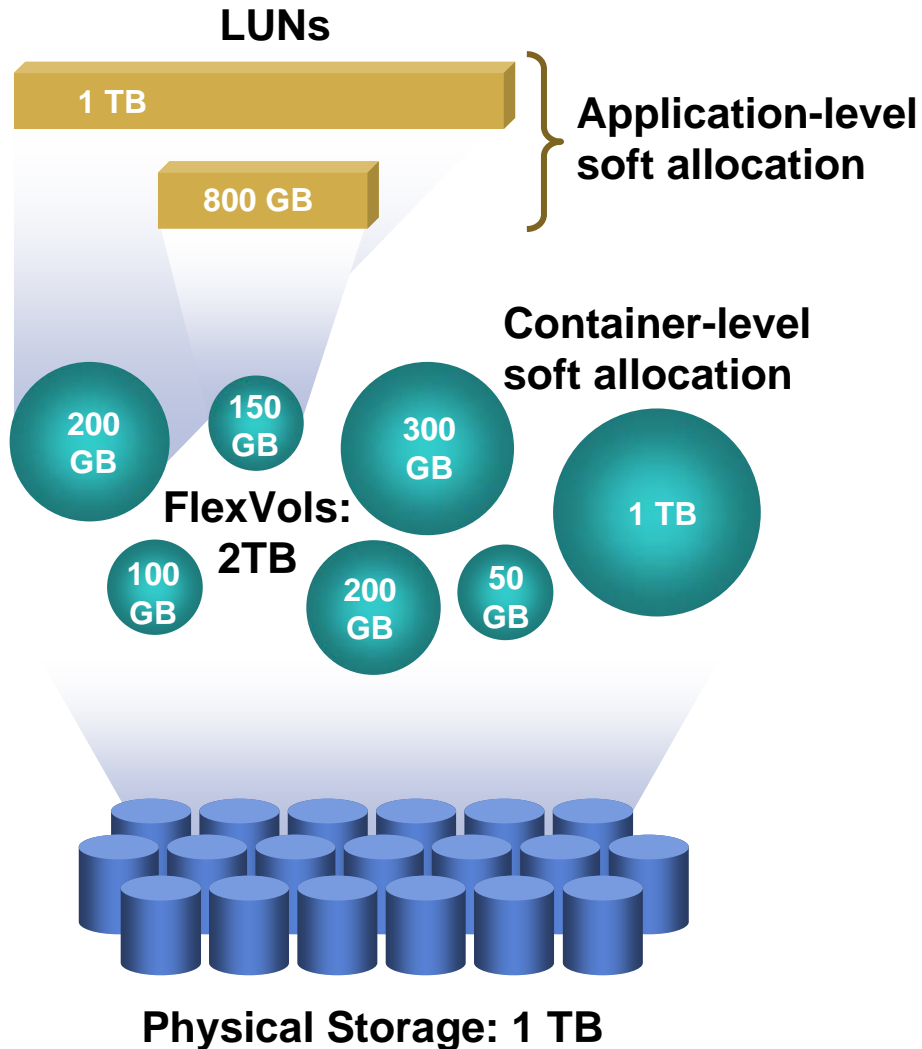 LUNs
1 TB
Application-level
soft allocation
800 GB
Container-level
soft allocation
200
GB
150
GB
300
GB
1 TB
FlexVols:
2TB
100
GB
200
GB
50
GB
Physical Storage: 1 TB